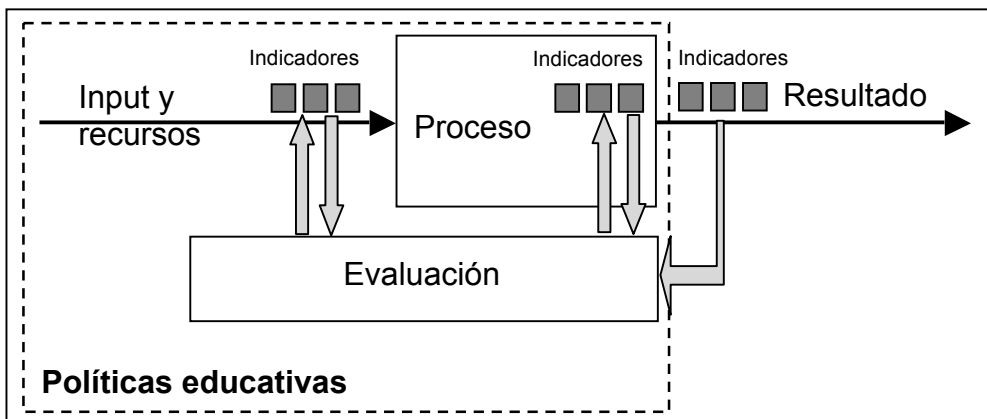 Indicadores
Indicadores
Indicadores
Input y
recursos
Proceso
Resultado
Evaluación
Políticas educativas